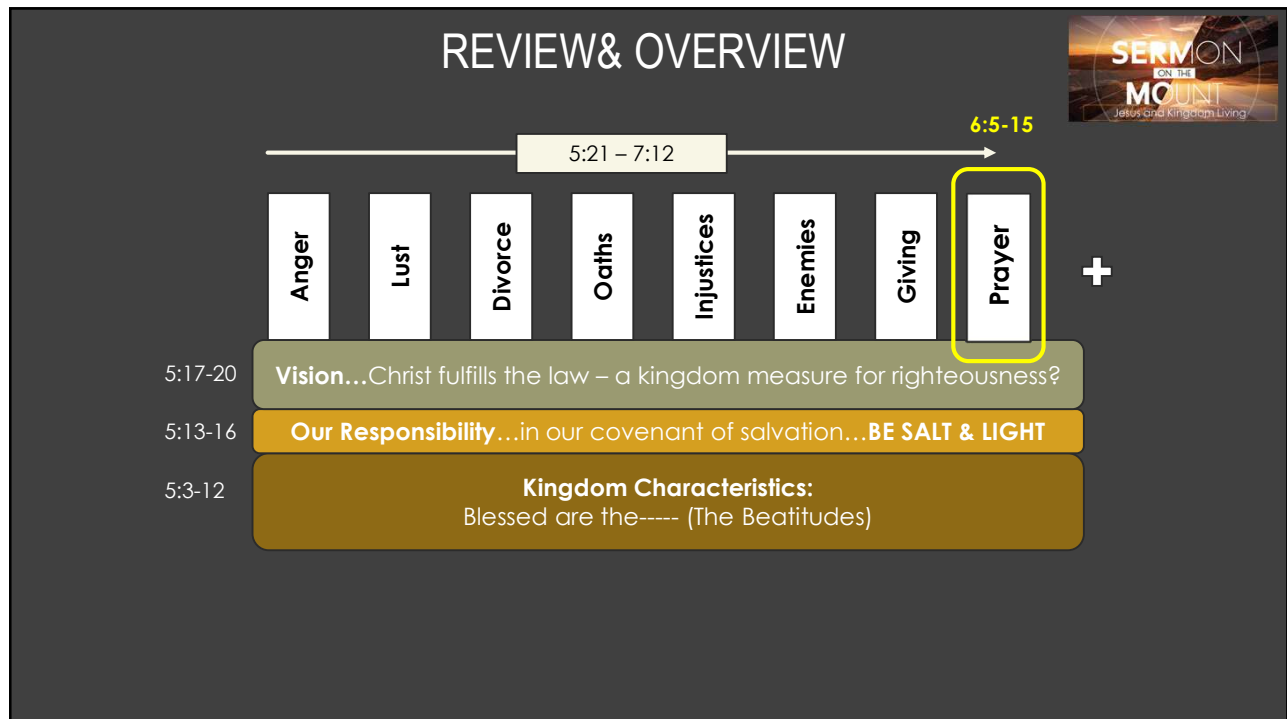 REVIEW& OVERVIEW
SERMON
ON THE
MOUNT
Jesus and Kingdom Living
6:5-15
5:21 – 7:12
Anger
Lust
Divorce
Oaths
Injustices
Enemies
Giving
Prayer
+
5:17-20
Vision...Christ fulfills the law – a kingdom measure for righteousness?
5:13-16
Our Responsibility...in our covenant of salvation...BE SALT & LIGHT
5:3-12
Kingdom Characteristics:
Blessed are the----- (The Beatitudes)